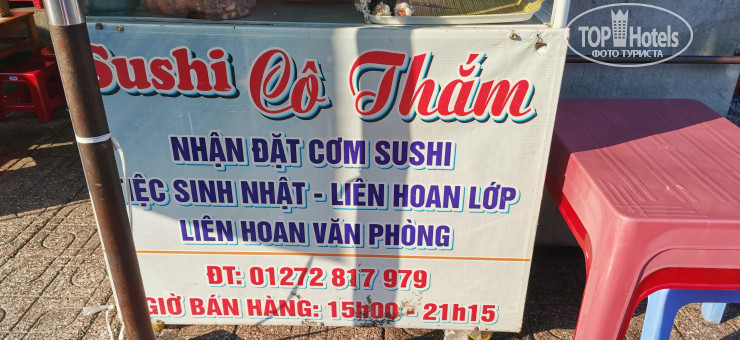 TOP Hotels
ФОТО ТУРИСТА
Sushi Cô Thắm
NHẬN ĐẶT CƠM SUSHI
TIỆC SINH NHẬT - LIÊN HOAN LỚP
LIÊN HOAN VĂN PHÒNG
ĐT: 01272 817 979
GIỜ BÁN HÀNG: 15h00 - 21h15